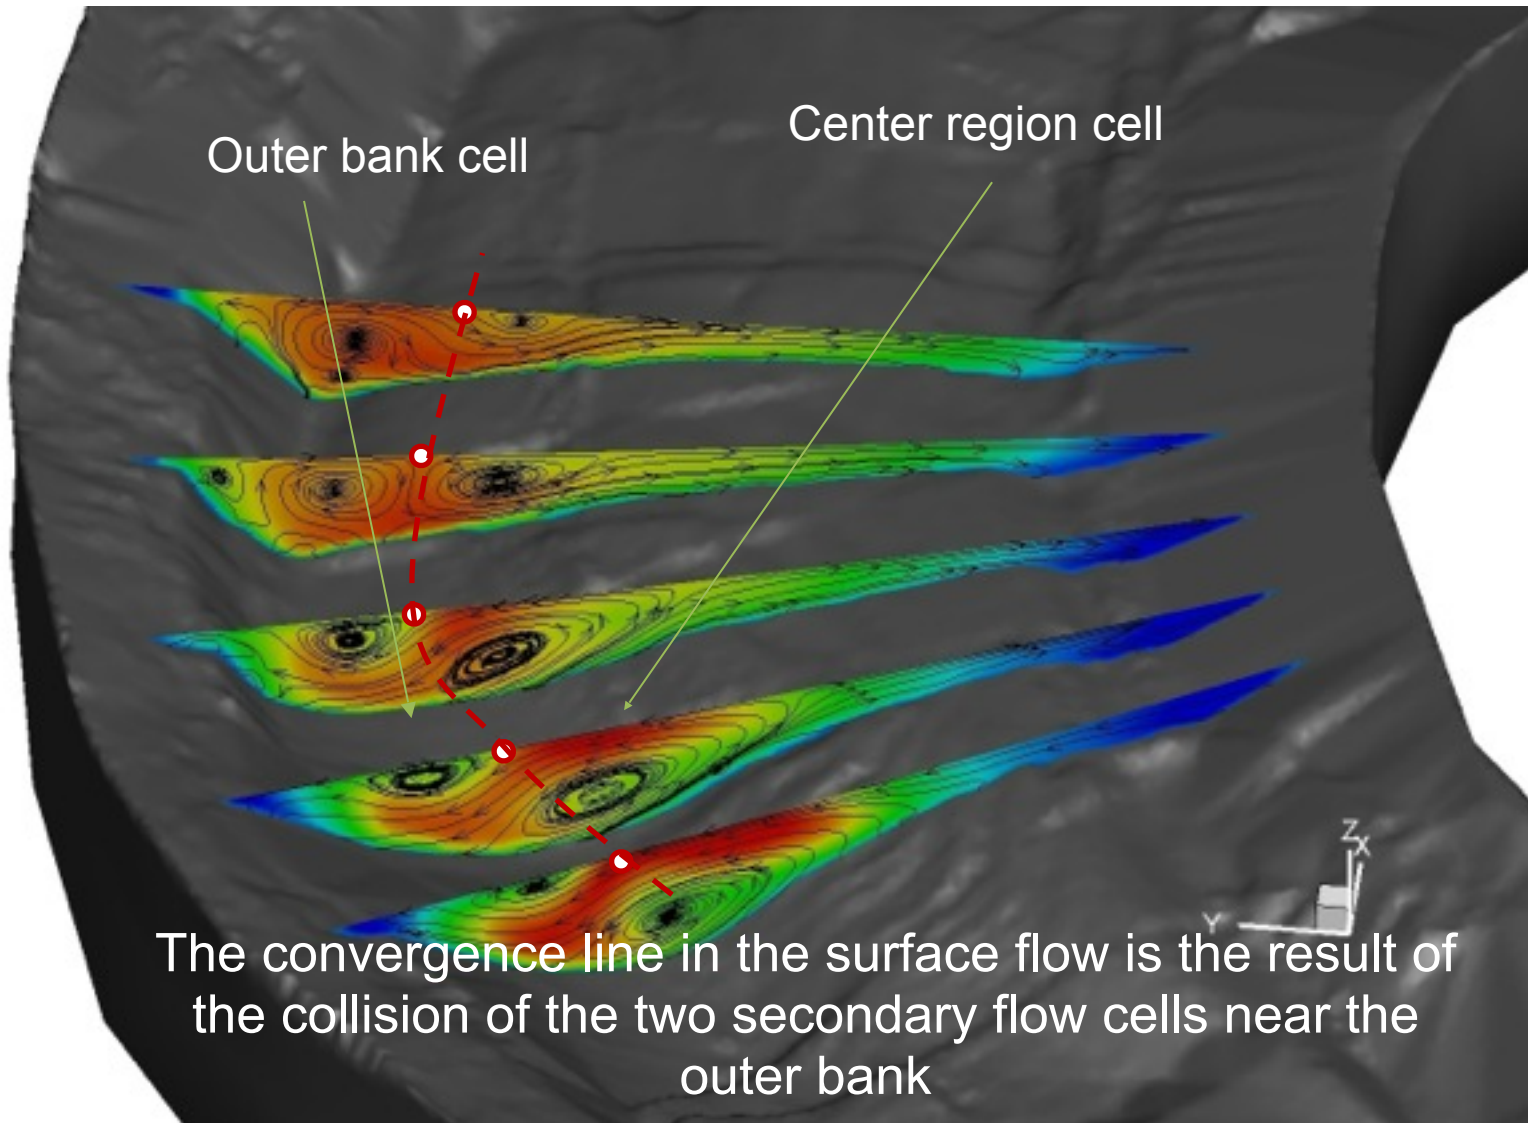 Center region cell
Outer bank cell
Z
X
Y
The convergence line in the surface flow is the result of
the collision of the two secondary flow cells near the
outer bank